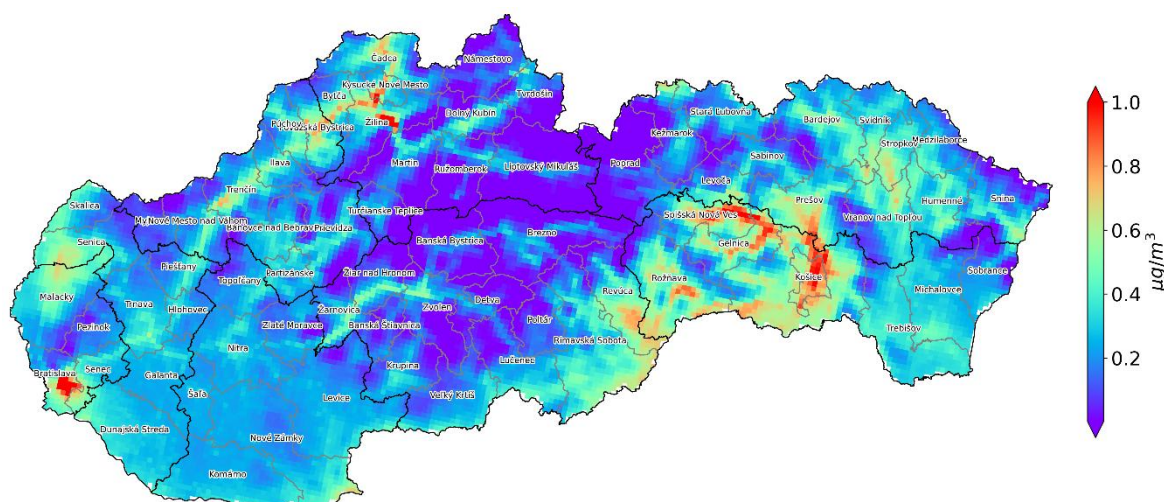 Čadca
Námestovo
Kysucké Nové Mesto
Bytča
Tvrdošín
Dolný Kubín
Stará Ľubovňa
Púchov
Považská Bystrica
Žilina
Bardejov
Svidník
Kežmarok
Stropkov
Medzilaborce
Ilava
Martin
Ružomberok
Liptovský Mikuláš
Poprad
Sabinov
Levoča
Trenčín
Prešov
Humenné
Snina
Skalica
Turčianske Teplice
Spišská Nová Ves
Vranov nad Topľou
Nové Mesto nad Váhom
Bánovce nad Bebravou
Prievidza
Senica
Banská Bystrica
Brezno
Gelnica
Piešťany
Topoľčany
Partizánske
Žiar nad Hronom
Rožňava
Košice
Sobrance
Malacky
Trnava
Hlohovec
Žarnovica
Zvolen
Detva
Revúca
Michalovce
Pezinok
Zlaté Moravce
Banská Štiavnica
Poltár
Trebišov
Nitra
Rimavská Sobota
Bratislava
Senec
Galanta
Krupina
Lučenec
Šaľa
Levice
Veľký Krtíš
Dunajská Streda
Nové Zámky
Komárno
1.0
0.8
0.6
0.4
0.2
μg/m³